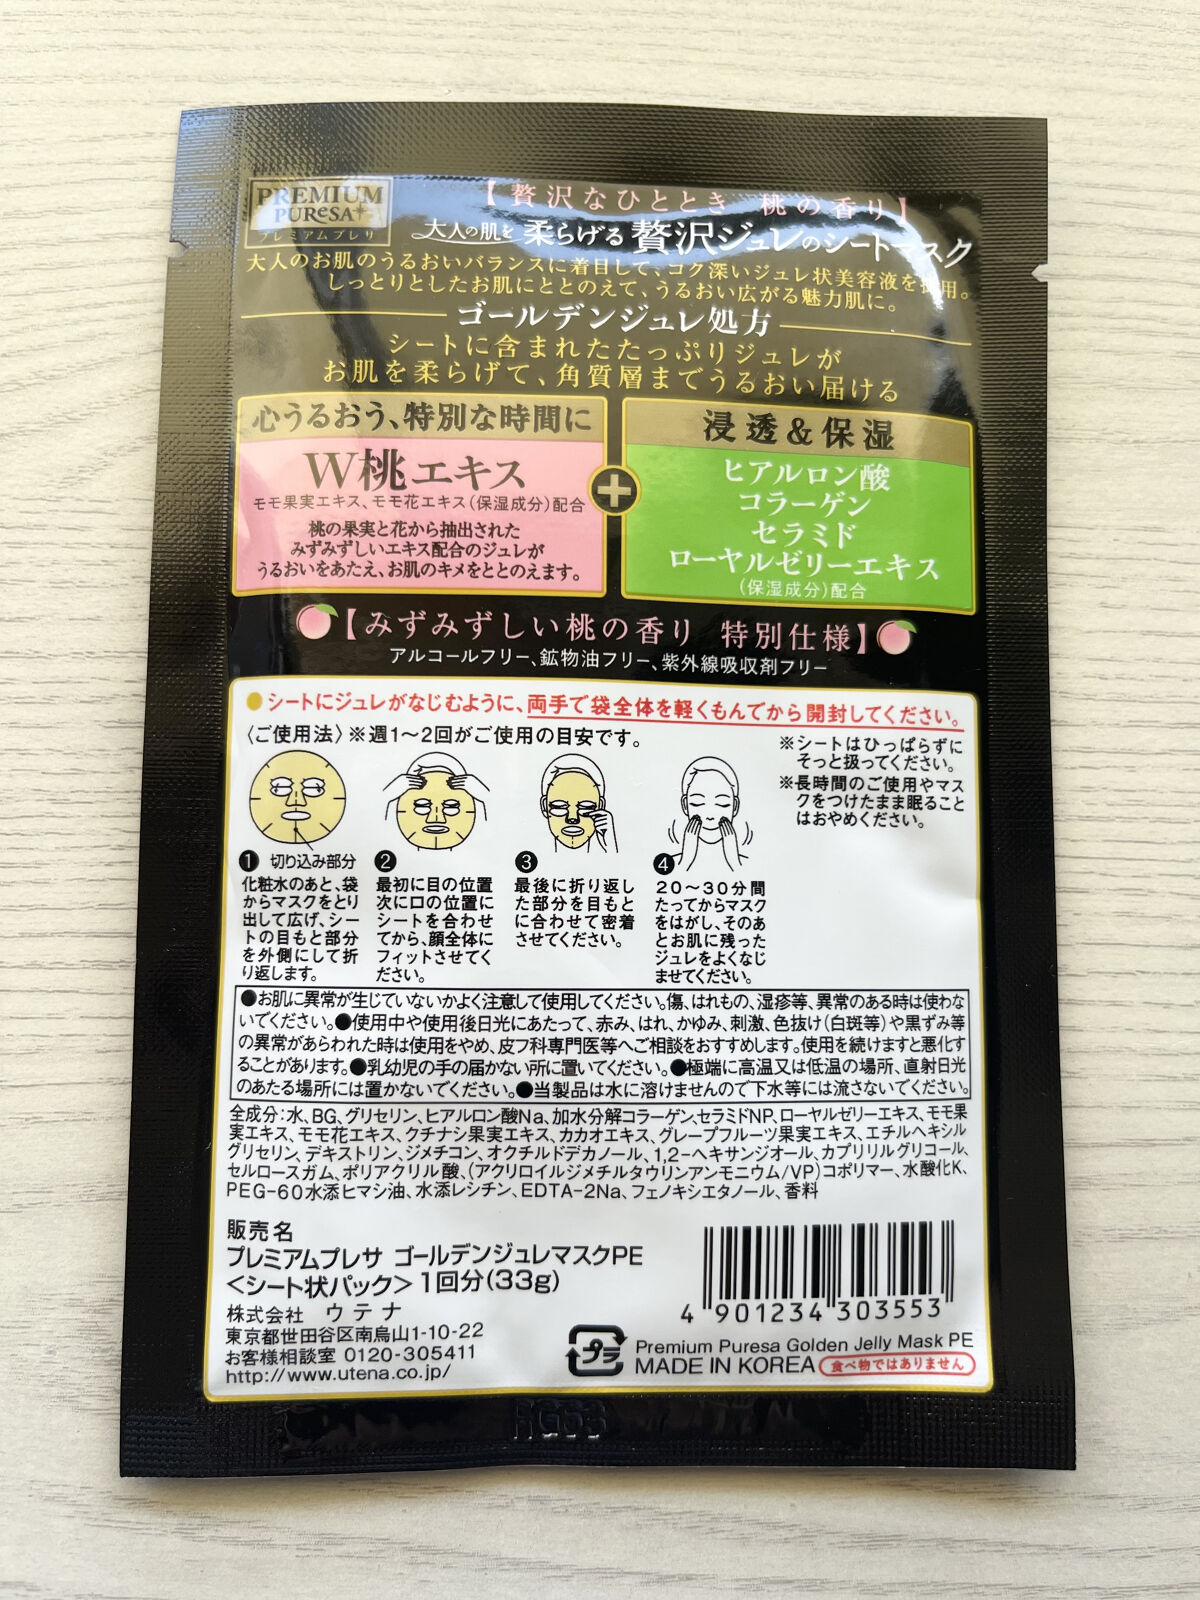 PREMIUM
PURESA
プレミアムプレサ
【贅沢なひととき 桃の香り】
大人の肌を柔らげる贅沢ジュレのシートマスク
大人のお肌のうるおいバランスに着目して、コク深いジュレ状美容液を採用。
しっとりとしたお肌にととのえて、うるおい広がる魅力肌に。
ゴールデンジュレ処方
シートに含まれたたっぷりジュレが
お肌を柔らげて、角質層までうるおい届ける
心うるおう、特別な時間に
W桃エキス
モモ果実エキス、モモ花エキス(保湿成分)配合
桃の果実と花から抽出された
みずみずしいエキス配合のジュレが
うるおいをあたえ、お肌のキメをととのえます。
+
浸透&保湿
ヒアルロン酸
コラーゲン
セラミド
ローヤルゼリーエキス
(保湿成分)配合
【みずみずしい桃の香り 特別仕様】
アルコールフリー、鉱物油フリー、紫外線吸収剤フリー
●シートにジュレがなじむように、両手で袋全体を軽くもんでから開封してください。
〈ご使用法〉※週1〜2回がご使用の目安です。
※シートはひっぱらずに
そっと扱ってください。
※長時間のご使用やマス
クをつけたまま眠ること
はおやめください。
❶ 切り込み部分
化粧水のあと、袋
からマスクをとり
出して広げ、シー
トの目もと部分
を外側にして折
り返します。
❷
最初に目の位置
次に口の位置に
シートを合わせ
てから、顔全体に
フィットさせてく
ださい。
❸
最後に折り返し
た部分を目もと
に合わせて密着
させてください。
❹
20〜30分間
たってからマスク
をはがし、そのあ
とお肌に残った
ジュレをよくなじ
ませてください。
●お肌に異常が生じていないかよく注意して使用してください。傷、はれもの、湿疹等、異常のある時は使わな
いでください。●使用中や使用後日光にあたって、赤み、はれ、かゆみ、刺激、色抜け(白斑等)や黒ずみ等
の異常があらわれた時は使用をやめ、皮フ科専門医等へご相談をおすすめします。使用を続けますと悪化す
ることがあります。●乳幼児の手の届かない所に置いてください。●極端に高温又は低温の場所、直射日光
のあたる場所には置かないでください。●当製品は水に溶けませんので下水等には流さないでください。
全成分:水、BG、グリセリン、ヒアルロン酸Na、加水分解コラーゲン、セラミドNP、ローヤルゼリーエキス、モモ果
実エキス、モモ花エキス、クチナシ果実エキス、カカオエキス、グレープフルーツ果実エキス、エチルヘキシル
グリセリン、デキストリン、ジメチコン、オクチルドデカノール、1,2-ヘキサンジオール、カプリリルグリコール、
セルロースガム、ポリアクリル酸、(アクリロイルジメチルタウリンアンモニウム/VP)コポリマー、水酸化K、
PEG-60水添ヒマシ油、水添レシチン、EDTA-2Na、フェノキシエタノール、香料
販売名
プレミアムプレサ ゴールデンジュレマスクPE
<シート状パック>1回分(33g)
株式会社 ウテナ
東京都世田谷区南烏山1-10-22
お客様相談室 0120-305411
http://www.utena.co.jp/
4 901234 303553
プラ
Premium Puresa Golden Jelly Mask PE
MADE IN KOREA 食べ物ではありません